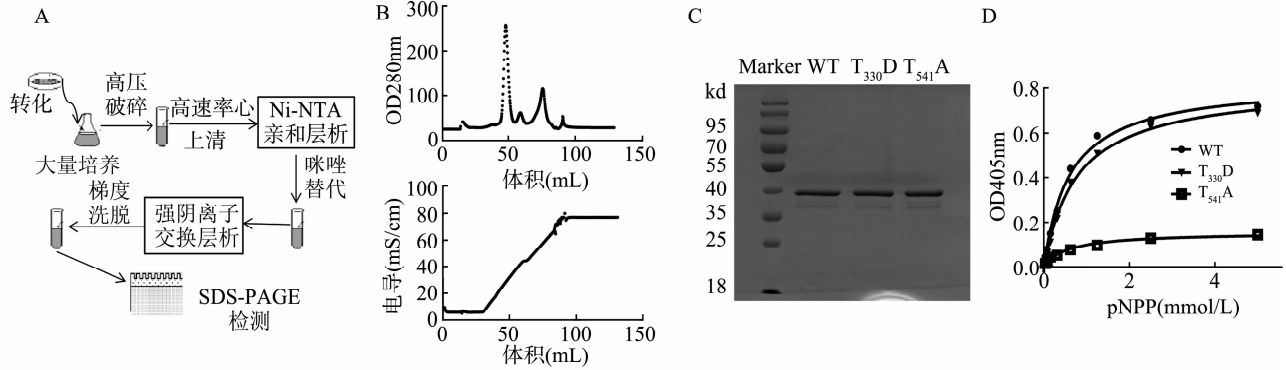 A
转化
大量培养
高压
破碎
高速率心
上清
Ni-NTA
亲和层析
咪唑
替代
强阴离子
交换层析
梯度
洗脱
SDS-PAGE
检测
B
300
200
100
0
OD280nm
0 50 100 150
体积(mL)
100
80
60
40
20
0
电导(mS/cm)
0 50 100 150
体积(mL)
C
Marker WT T₃₃₀D T₅₄₁A
kd
95
70
55
40
35
25
18
D
0.8
0.6
0.4
0.2
0.0
OD405nm
WT
T₃₃₀D
T₅₄₁A
0 2 4
pNPP(mmol/L)